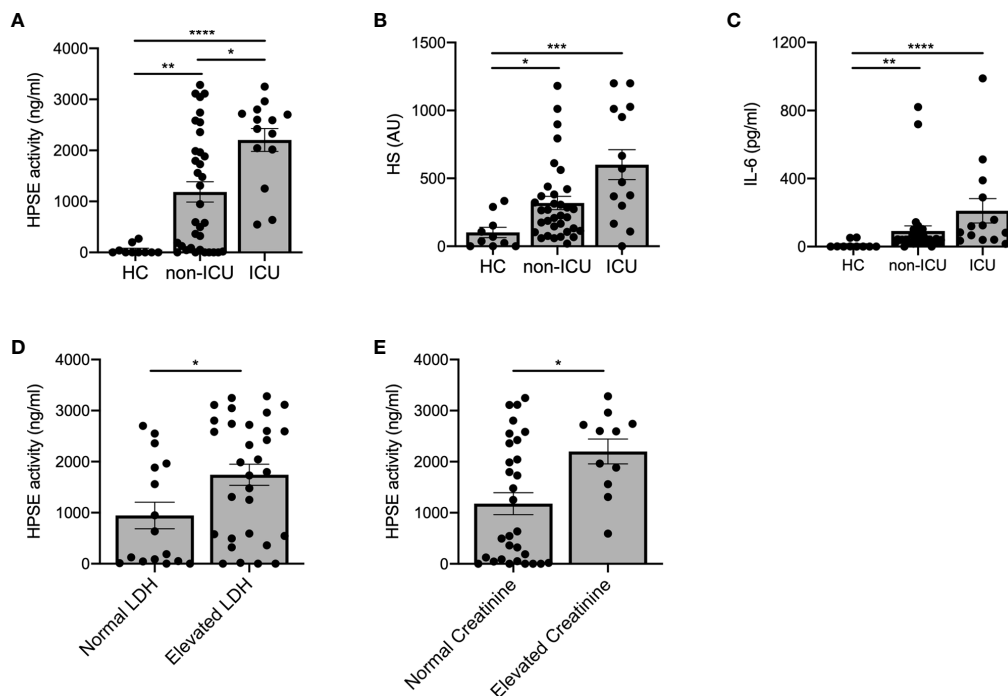 A
HPSE activity (ng/ml)
4000
3000
2000
1000
0
****
**
*
HC non-ICU ICU
B
HS (AU)
1500
1000
500
0
***
*
HC non-ICU ICU
C
IL-6 (pg/ml)
1200
800
400
0
****
**
HC non-ICU ICU
D
HPSE activity (ng/ml)
4000
3000
2000
1000
0
*
Normal LDH
Elevated LDH
E
HPSE activity (ng/ml)
4000
3000
2000
1000
0
*
Normal Creatinine
Elevated Creatinine